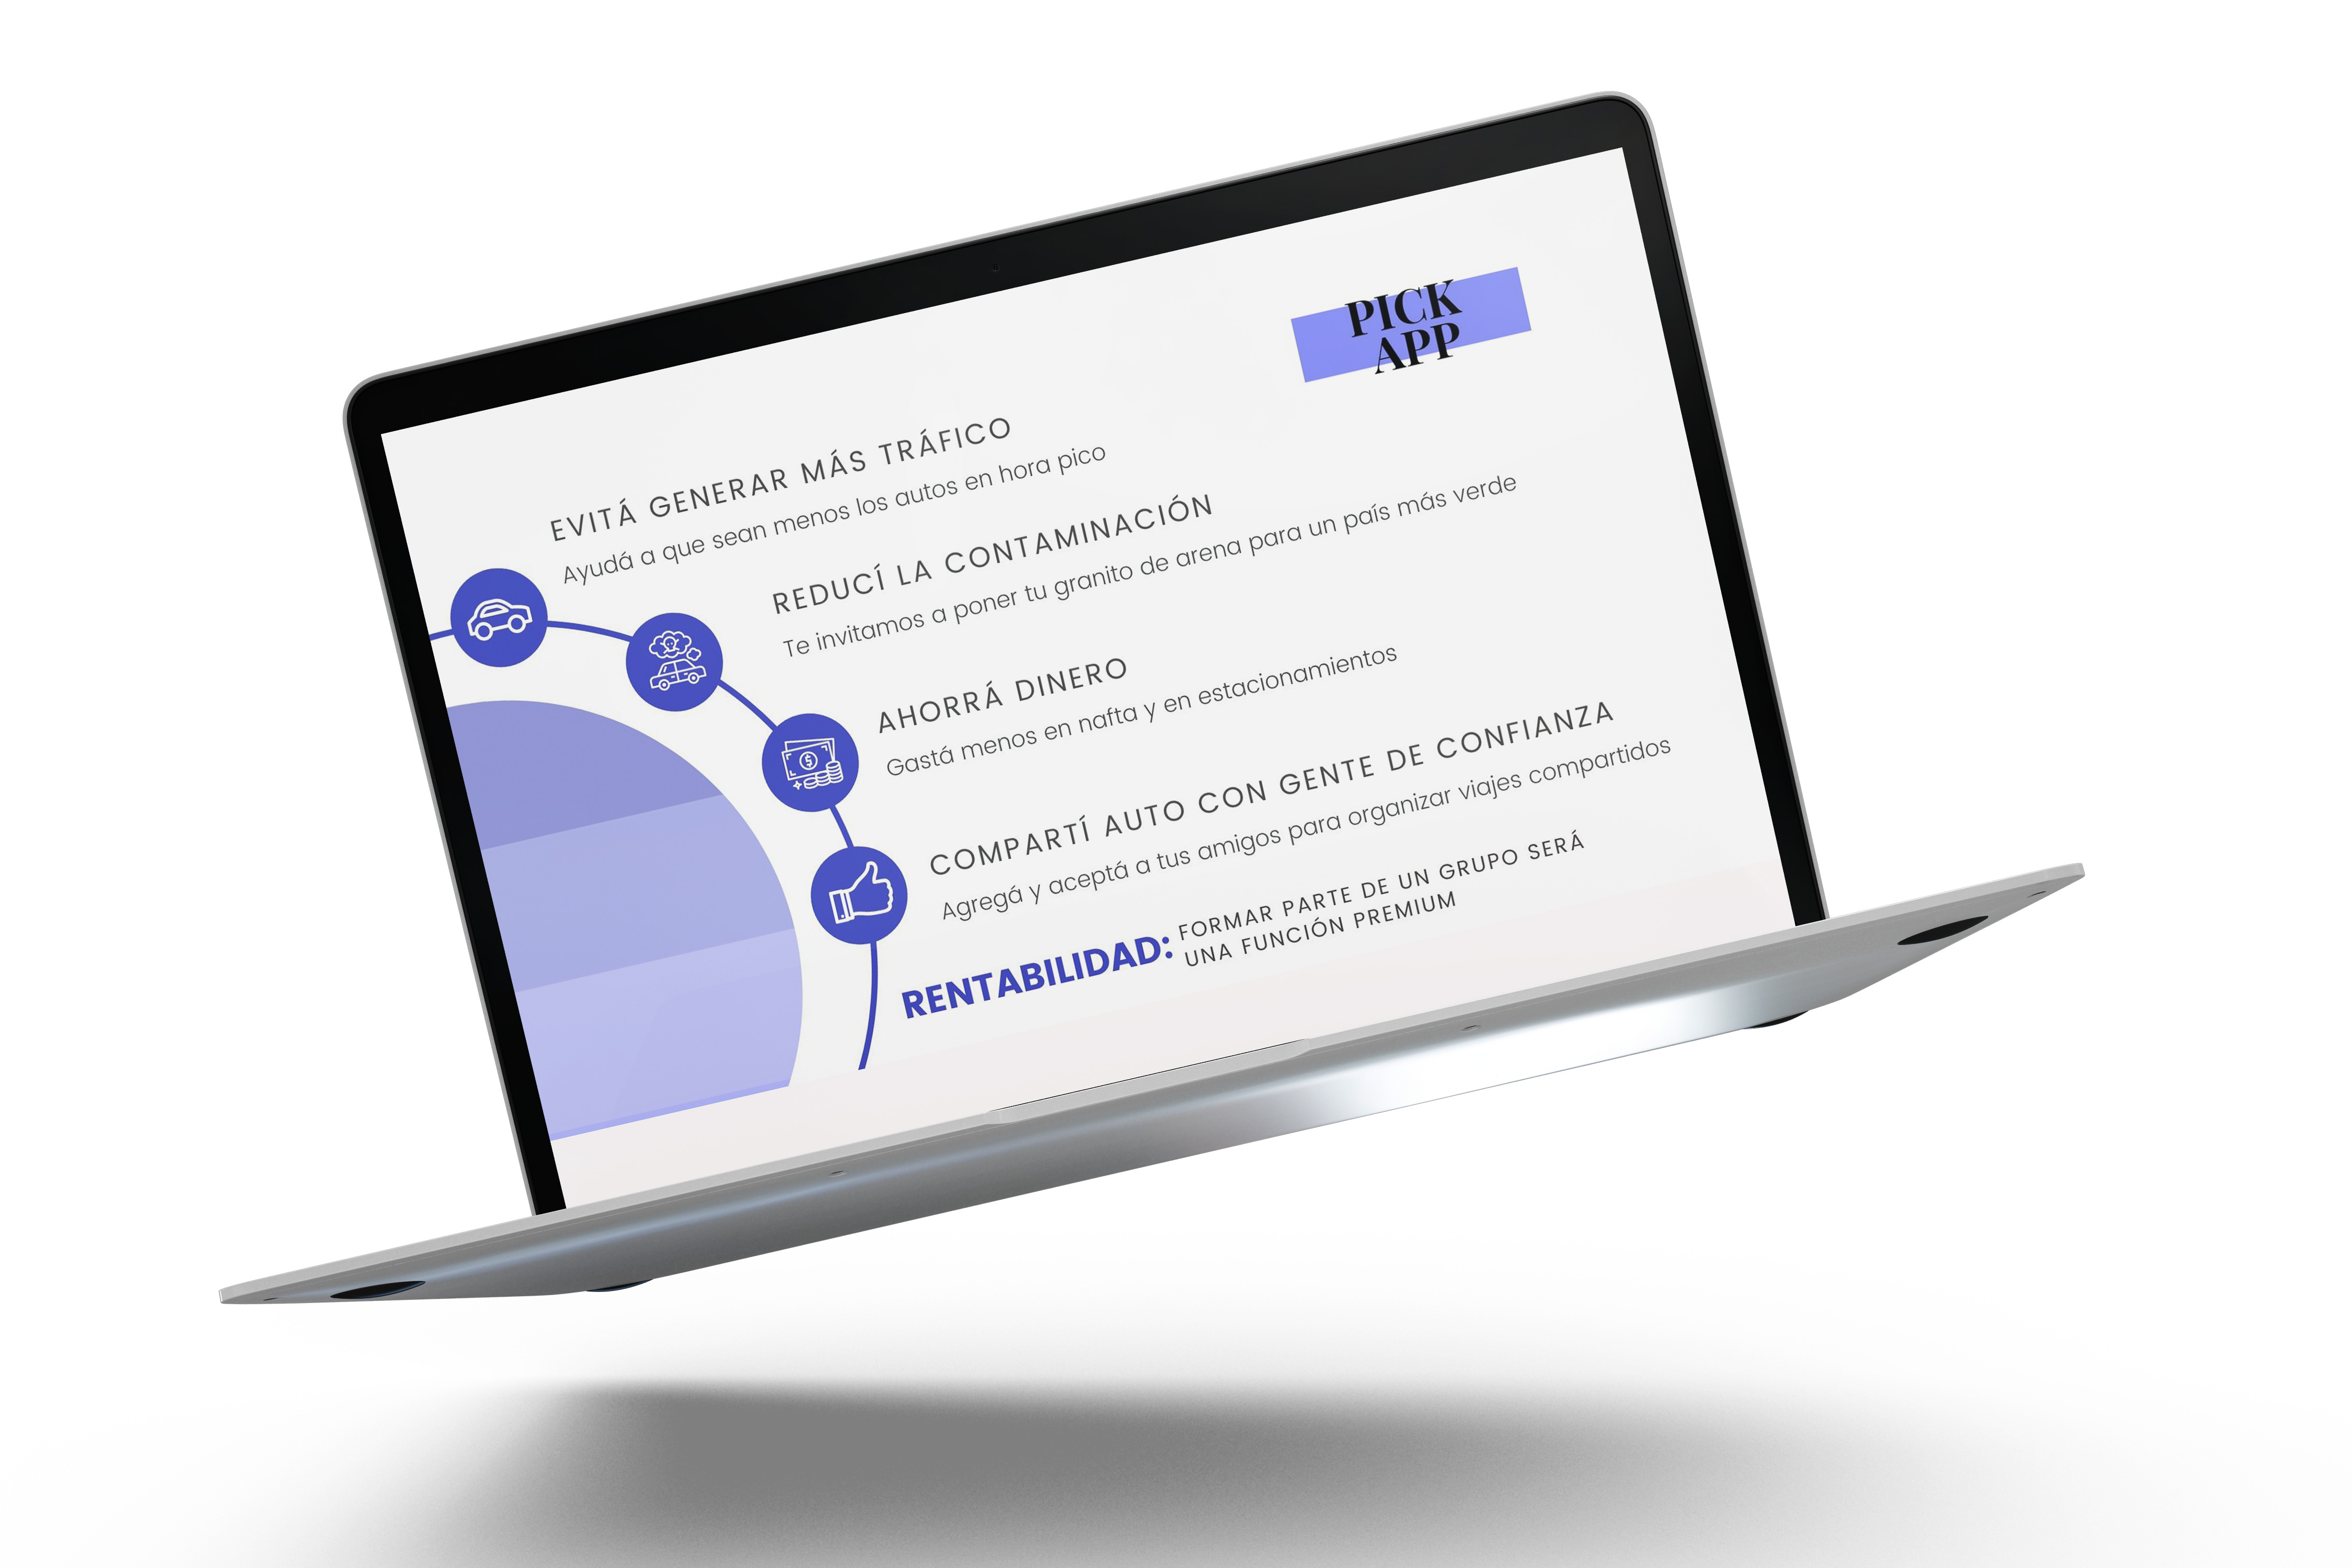 PICK
APP
EVITÁ GENERAR MÁS TRÁFICO
Ayudá a que sean menos los autos en hora pico
REDUCÍ LA CONTAMINACIÓN
Te invitamos a poner tu granito de arena para un país más verde
AHORRÁ DINERO
Gastá menos en nafta y en estacionamientos
COMPARTÍ AUTO CON GENTE DE CONFIANZA
Agregá y aceptá a tus amigos para organizar viajes compartidos
RENTABILIDAD: FORMAR PARTE DE UN GRUPO SERÁ
UNA FUNCIÓN PREMIUM